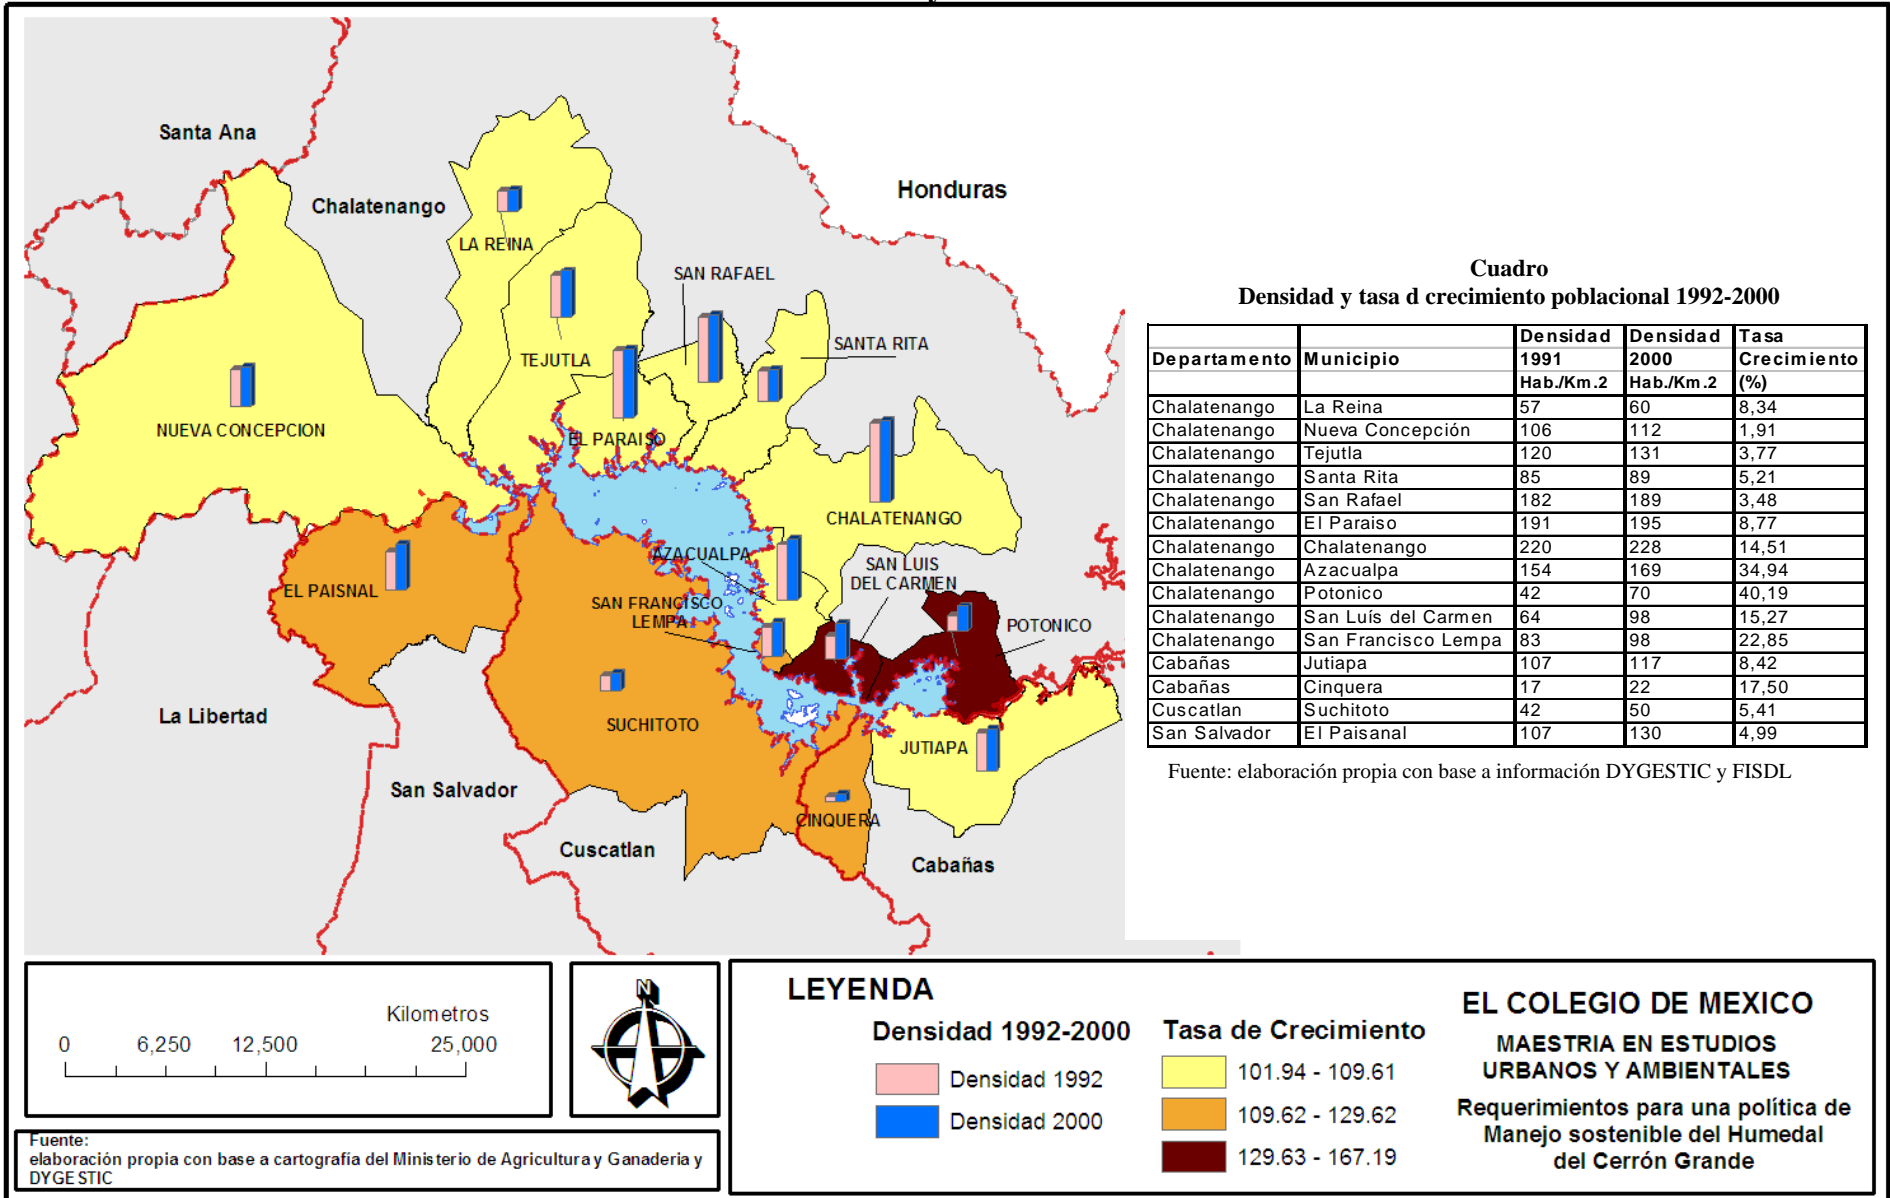 Santa Ana
Chalatenango
Honduras
LA REINA
SAN RAFAEL
SANTA RITA
TEJUTLA
NUEVA CONCEPCION
EL PARAISO
CHALATENANGO
AZACUALPA
SAN LUIS
DEL CARMEN
EL PAISNAL
SAN FRANCISCO
LEMPA
POTONICO
La Libertad
SUCHITOTO
JUTIAPA
San Salvador
CINQUERA
Cuscatlan
Cabañas
Cuadro
Densidad y tasa d crecimiento poblacional 1992-2000
Densidad Densidad Tasa
Departamento Municipio 1991 2000 Crecimiento
Hab./Km.2 Hab./Km.2 (%)
Chalatenango La Reina 57 60 8,34
Chalatenango Nueva Concepción 106 112 1,91
Chalatenango Tejutla 120 131 3,77
Chalatenango Santa Rita 85 89 5,21
Chalatenango San Rafael 182 189 3,48
Chalatenango El Paraiso 191 195 8,77
Chalatenango Chalatenango 220 228 14,51
Chalatenango Azacualpa 154 169 34,94
Chalatenango Potonico 42 70 40,19
Chalatenango San Luís del Carmen 64 98 15,27
Chalatenango San Francisco Lempa 83 98 22,85
Cabañas Jutiapa 107 117 8,42
Cabañas Cinquera 17 22 17,50
Cuscatlan Suchitoto 42 50 5,41
San Salvador El Paisanal 107 130 4,99
Fuente: elaboración propia con base a información DYGESTIC y FISDL
Kilometros
0 6,250 12,500 25,000
N
Fuente:
elaboración propia con base a cartografía del Ministerio de Agricultura y Ganaderia y
DYGESTIC
LEYENDA
Densidad 1992-2000
Densidad 1992
Densidad 2000
Tasa de Crecimiento
101.94 - 109.61
109.62 - 129.62
129.63 - 167.19
EL COLEGIO DE MEXICO
MAESTRIA EN ESTUDIOS
URBANOS Y AMBIENTALES
Requerimientos para una política de
Manejo sostenible del Humedal
del Cerrón Grande